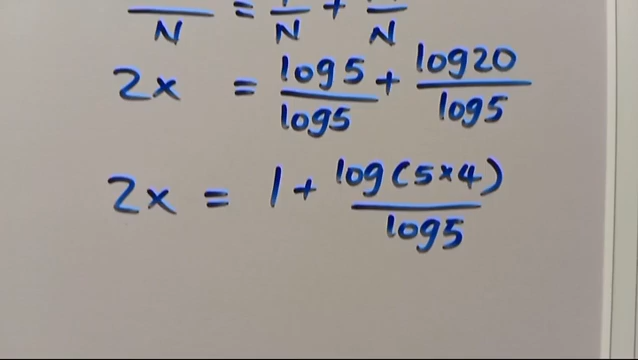 N = N + N
2x = log5/log5 + log20/log5
2x = 1 + log(5×4)/log5